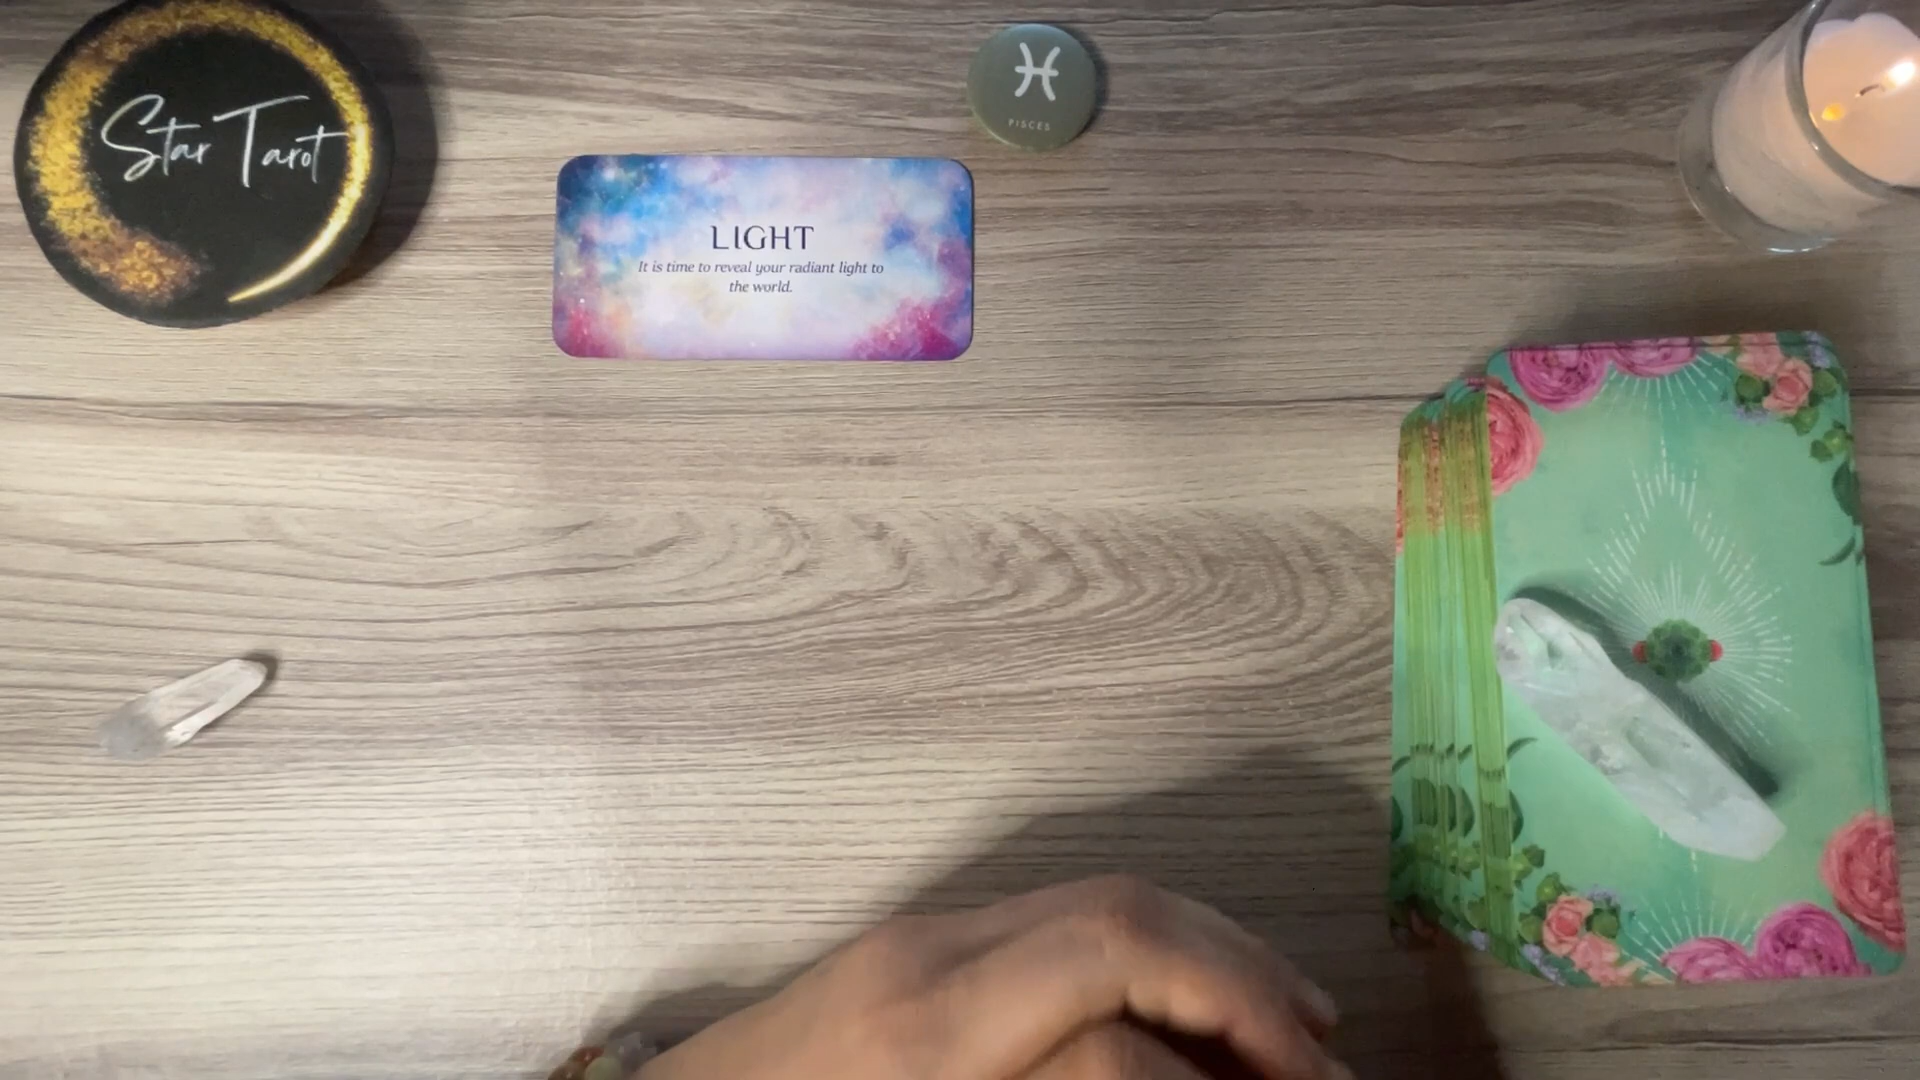 Star Tarot
PISCES
LIGHT
It is time to reveal your radiant light to
the world.